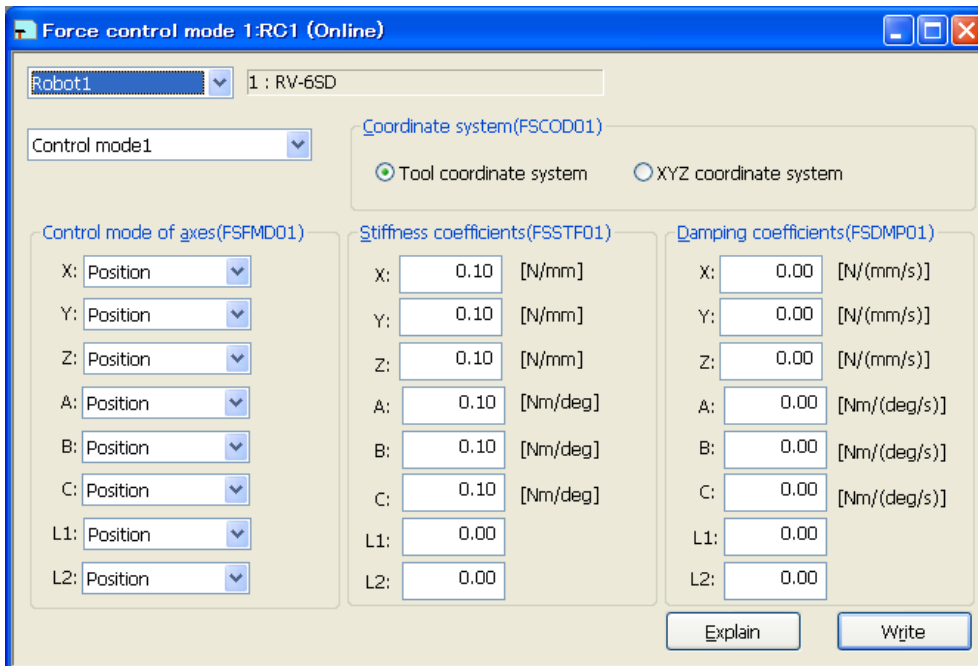 Force control mode 1:RC1 (Online)
Robot1 1 : RV-6SD
Control mode1
Coordinate system(FSCOD01)
Tool coordinate system XYZ coordinate system
Control mode of axes(FSFMD01)
X: Position
Y: Position
Z: Position
A: Position
B: Position
C: Position
L1: Position
L2: Position
Stiffness coefficients(FSSTF01)
X: 0.10 [N/mm]
Y: 0.10 [N/mm]
Z: 0.10 [N/mm]
A: 0.10 [Nm/deg]
B: 0.10 [Nm/deg]
C: 0.10 [Nm/deg]
L1: 0.00
L2: 0.00
Damping coefficients(FSDMP01)
X: 0.00 [N/(mm/s)]
Y: 0.00 [N/(mm/s)]
Z: 0.00 [N/(mm/s)]
A: 0.00 [Nm/(deg/s)]
B: 0.00 [Nm/(deg/s)]
C: 0.00 [Nm/(deg/s)]
L1: 0.00
L2: 0.00
Explain Write